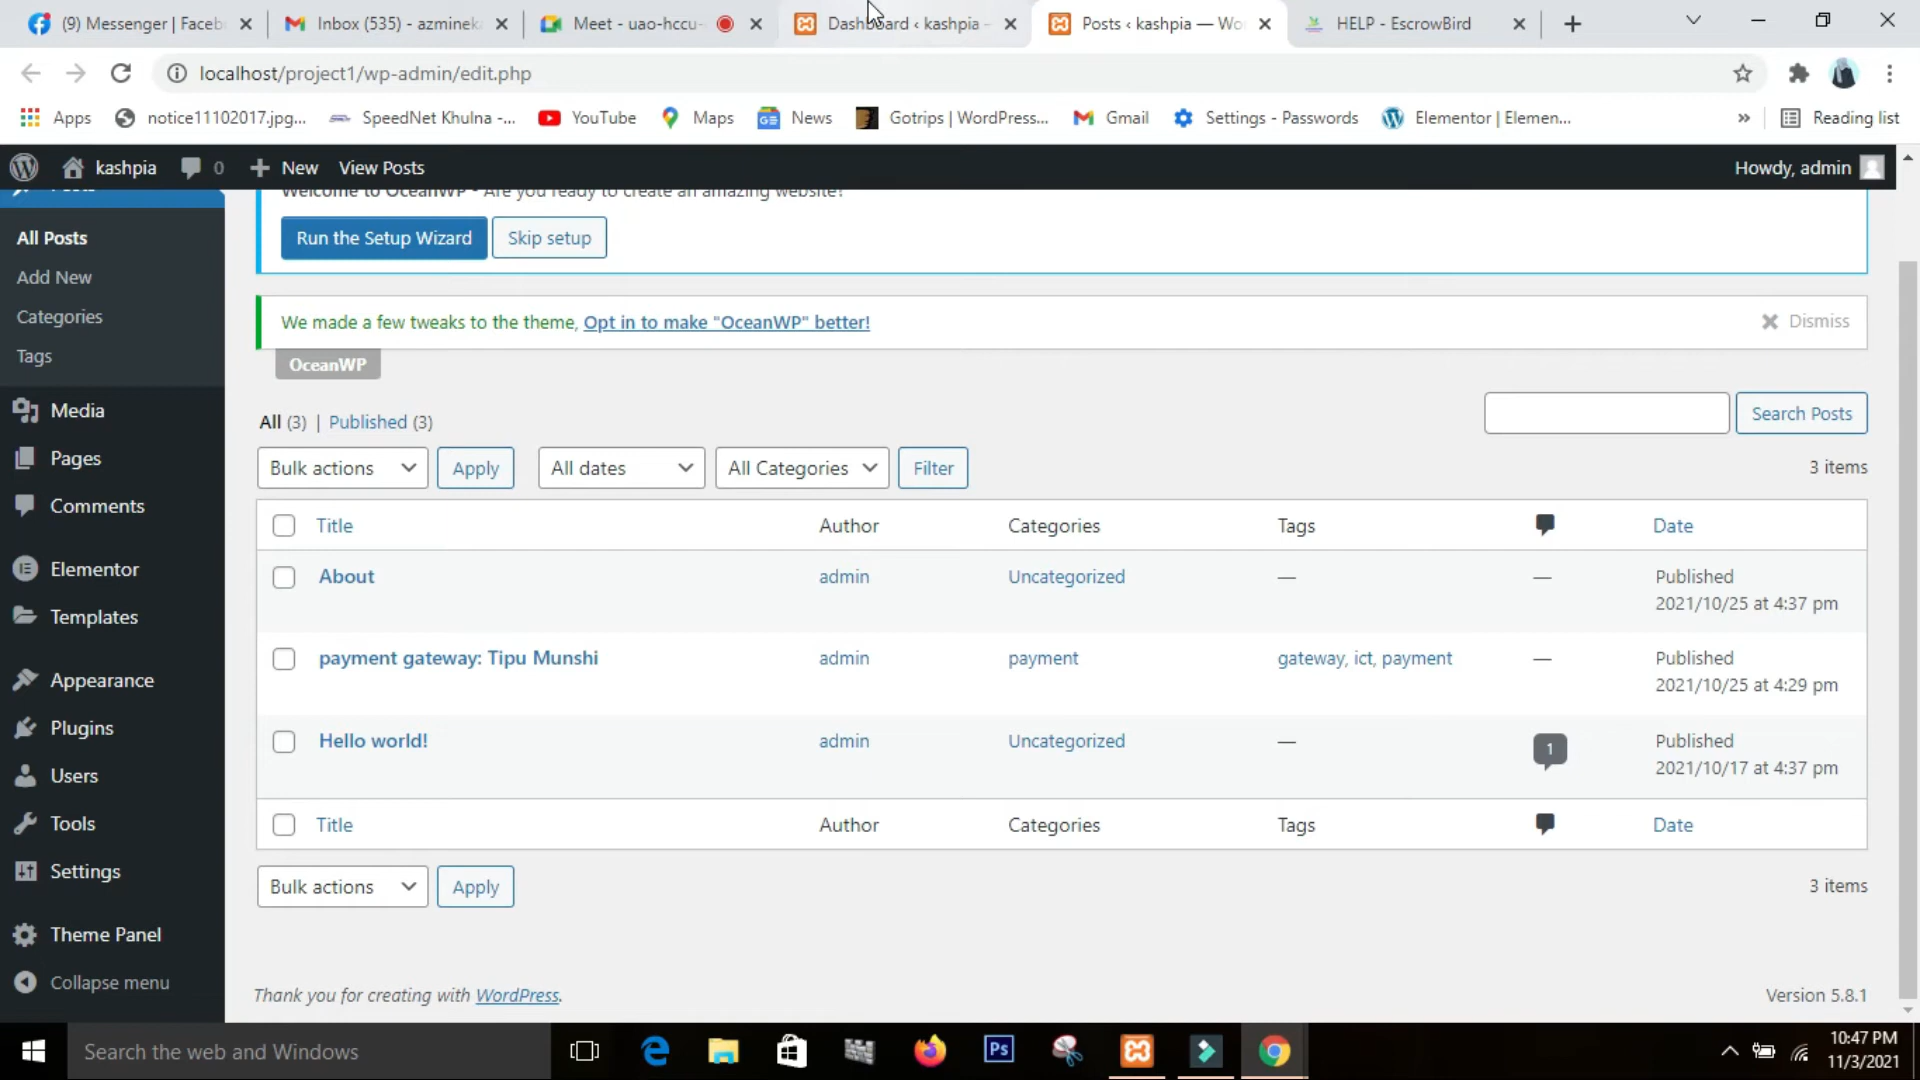 (9) Messenger | Faceb
Inbox (535) - azmineka
Meet - uao-hccu-
Dashboard ‹ kashpia —
Posts ‹ kashpia — Wo
HELP - EscrowBird
localhost/project1/wp-admin/edit.php
Apps
notice11102017.jpg...
SpeedNet Khulna -...
YouTube
Maps
News
Gotrips | WordPress...
Gmail
Settings - Passwords
Elementor | Elemen...
»
Reading list
kashpia
0
New
View Posts
Howdy, admin
Posts
All Posts
Add New
Categories
Tags
Media
Pages
Comments
Elementor
Templates
Appearance
Plugins
Users
Tools
Settings
Theme Panel
Collapse menu
Welcome to OceanWP - Are you ready to create an amazing website?
Run the Setup Wizard
Skip setup
We made a few tweaks to the theme, Opt in to make "OceanWP" better!
Dismiss
OceanWP
All (3) | Published (3)
Search Posts
Bulk actions
Apply
All dates
All Categories
Filter
3 items
Title Author Categories Tags Date
About admin Uncategorized — — Published
2021/10/25 at 4:37 pm
payment gateway: Tipu Munshi admin payment gateway, ict, payment — Published
2021/10/25 at 4:29 pm
Hello world! admin Uncategorized — 1 Published
2021/10/17 at 4:37 pm
Title Author Categories Tags Date
Bulk actions
Apply
3 items
Thank you for creating with WordPress.
Version 5.8.1
Search the web and Windows
Ps
10:47 PM
11/3/2021